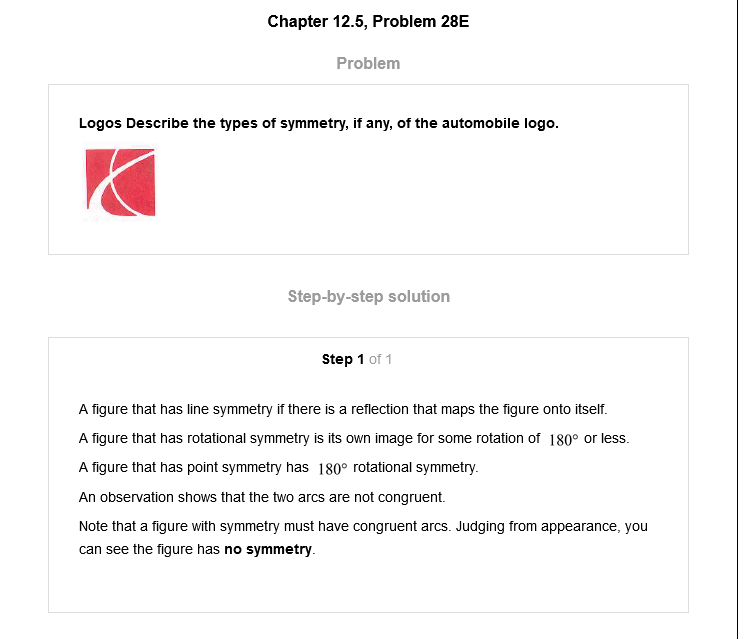 Chapter 12.5, Problem 28E
Problem
Logos Describe the types of symmetry, if any, of the automobile logo.
Step-by-step solution
Step 1 of 1
A figure that has line symmetry if there is a reflection that maps the figure onto itself.
A figure that has rotational symmetry is its own image for some rotation of 180° or less.
A figure that has point symmetry has 180° rotational symmetry.
An observation shows that the two arcs are not congruent.
Note that a figure with symmetry must have congruent arcs. Judging from appearance, you
can see the figure has no symmetry.